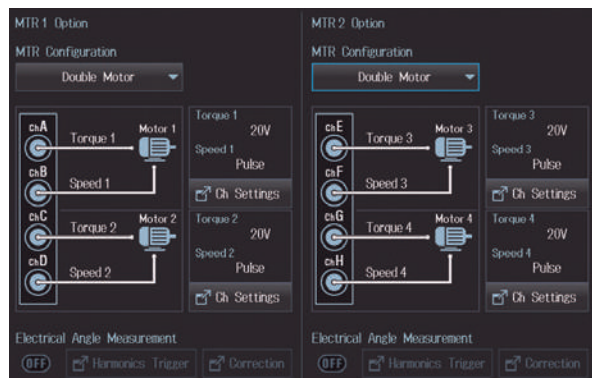 MTR 1 Option
MTR Configuration
Double Motor
chA
Torque 1
Motor 1
chB
Speed 1
chC
Torque 2
Motor 2
chD
Speed 2
Torque 1
20V
Speed 1
Pulse
Ch Settings
Torque 2
20V
Speed 2
Pulse
Ch Settings
Electrical Angle Measurement
OFF
Harmonics Trigger
Correction
MTR 2 Option
MTR Configuration
Double Motor
chE
Torque 3
Motor 3
chF
Speed 3
chG
Torque 4
Motor 4
chH
Speed 4
Torque 3
20V
Speed 3
Pulse
Ch Settings
Torque 4
20V
Speed 4
Pulse
Ch Settings
Electrical Angle Measurement
OFF
Harmonics Trigger
Correction